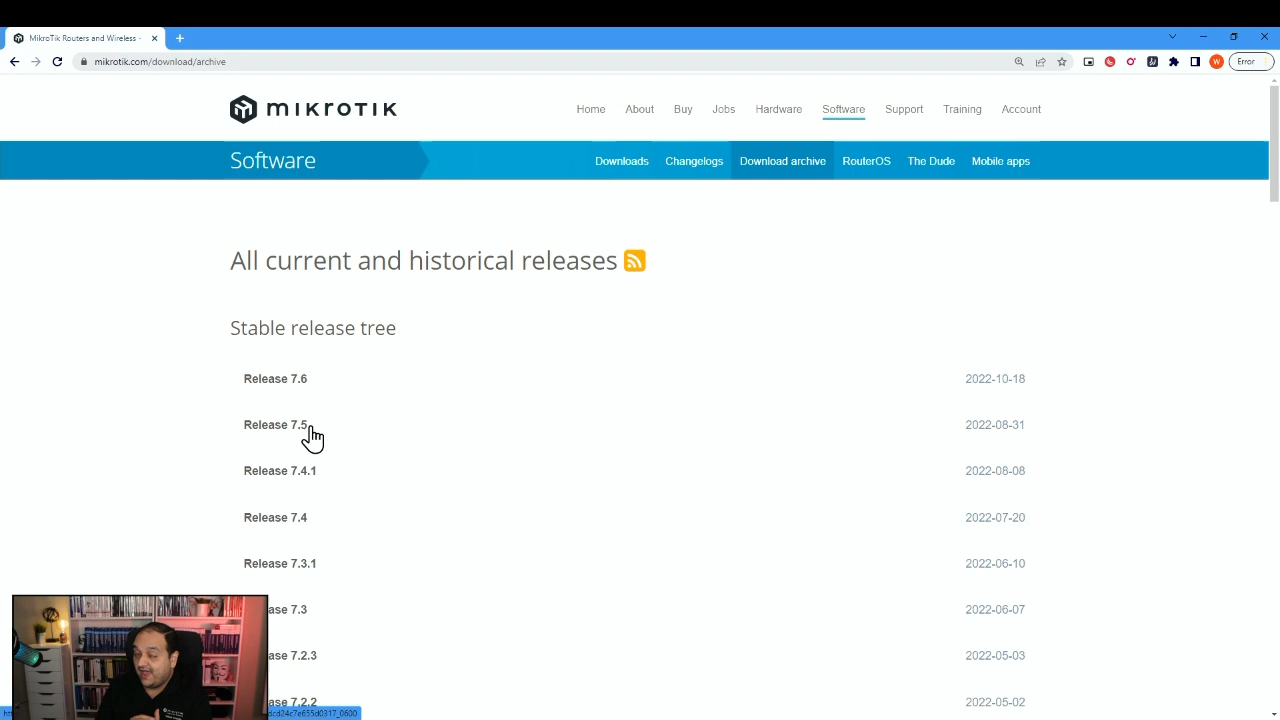 MikroTik Routers and Wireless -
mikrotik.com/download/archive
W
Error
mikrotik
Home About Buy Jobs Hardware Software Support Training Account
Software
Downloads Changelogs Download archive RouterOS The Dude Mobile apps
All current and historical releases
Stable release tree
Release 7.6 2022-10-18
Release 7.5 2022-08-31
Release 7.4.1 2022-08-08
Release 7.4 2022-07-20
Release 7.3.1 2022-06-10
ase 7.3 2022-06-07
ase 7.2.3 2022-05-03
7.2.2 2022-05-02